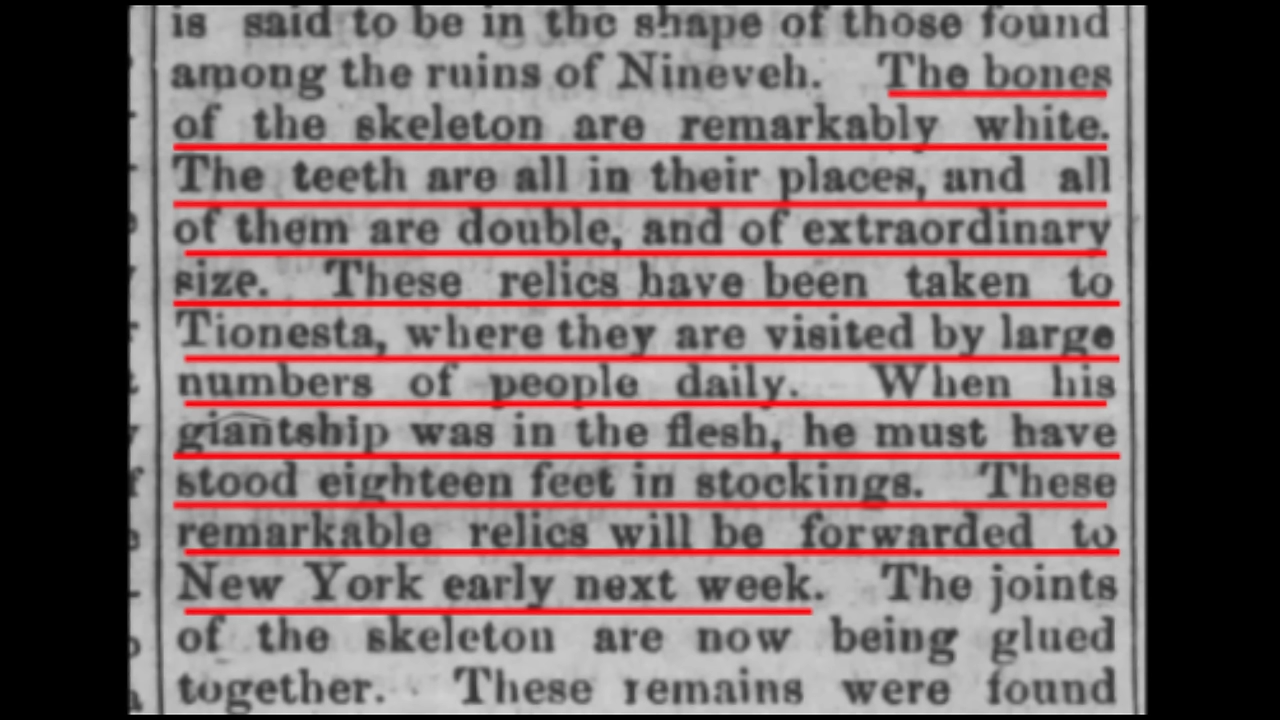 is said to be in the shape of those found
among the ruins of Nineveh. The bones
of the skeleton are remarkably white.
The teeth are all in their places, and all
of them are double, and of extraordinary
size. These relics have been taken to
Tionesta, where they are visited by large
numbers of people daily. When his
giantship was in the flesh, he must have
stood eighteen feet in stockings. These
remarkable relics will be forwarded to
New York early next week. The joints
of the skeleton are now being glued
together. These remains were found